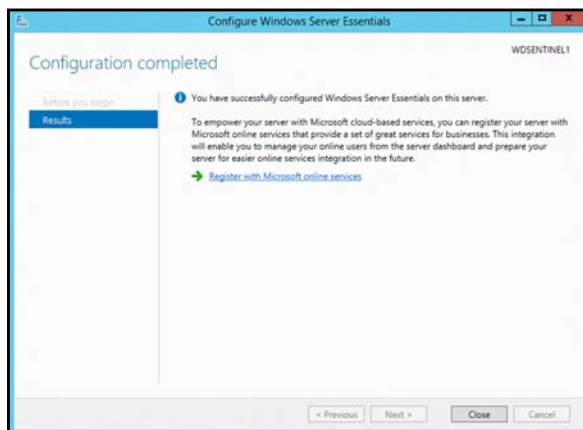 Configure Windows Server Essentials
WDSENTINEL1
Configuration completed
Before you begin
Results
You have successfully configured Windows Server Essentials on this server.
To empower your server with Microsoft cloud-based services, you can register your server with
Microsoft online services that provide a set of great services for businesses. This integration
will enable you to manage your online users from the server dashboard and prepare your
server for easier online services integration in the future.
Register with Microsoft online services
< Previous
Next >
Close
Cancel